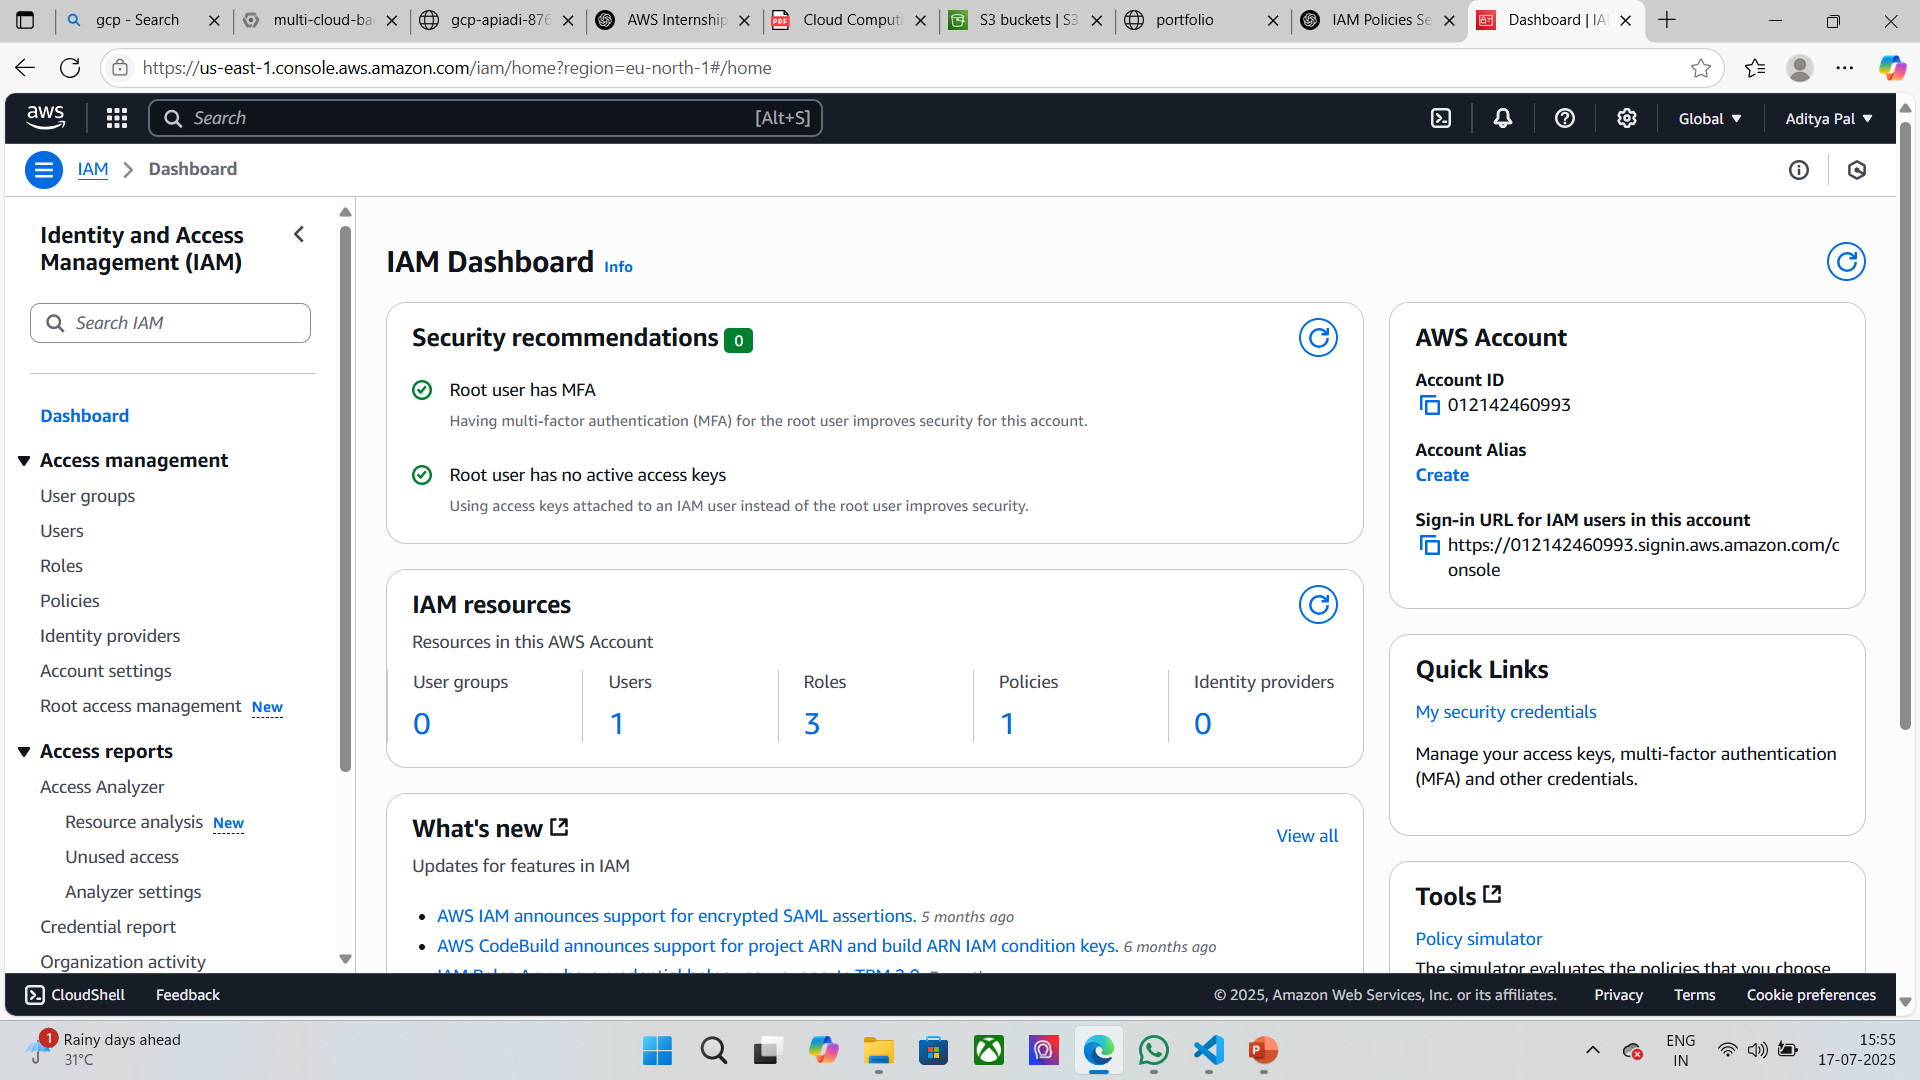 gcp - Search
multi-cloud-ba
gcp-apiadi-876
AWS Internship
Cloud Computi
S3 buckets | S3
portfolio
IAM Policies Se
Dashboard | IA
https://us-east-1.console.aws.amazon.com/iam/home?region=eu-north-1#/home
aws
Search
[Alt+S]
Global
Aditya Pal
IAM
Dashboard
Identity and Access
Management (IAM)
Search IAM
Dashboard
Access management
User groups
Users
Roles
Policies
Identity providers
Account settings
Root access management New
Access reports
Access Analyzer
Resource analysis New
Unused access
Analyzer settings
Credential report
Organization activity
IAM Dashboard Info
Security recommendations 0
Root user has MFA
Having multi-factor authentication (MFA) for the root user improves security for this account.
Root user has no active access keys
Using access keys attached to an IAM user instead of the root user improves security.
IAM resources
Resources in this AWS Account
User groups
0
Users
1
Roles
3
Policies
1
Identity providers
0
What's new
View all
Updates for features in IAM
AWS IAM announces support for encrypted SAML assertions. 5 months ago
AWS CodeBuild announces support for project ARN and build ARN IAM condition keys. 6 months ago
AWS Account
Account ID
012142460993
Account Alias
Create
Sign-in URL for IAM users in this account
https://012142460993.signin.aws.amazon.com/c
onsole
Quick Links
My security credentials
Manage your access keys, multi-factor authentication
(MFA) and other credentials.
Tools
Policy simulator
The simulator evaluates the policies that you choose
CloudShell
Feedback
© 2025, Amazon Web Services, Inc. or its affiliates.
Privacy
Terms
Cookie preferences
1
Rainy days ahead
31°C
ENG
IN
15:55
17-07-2025